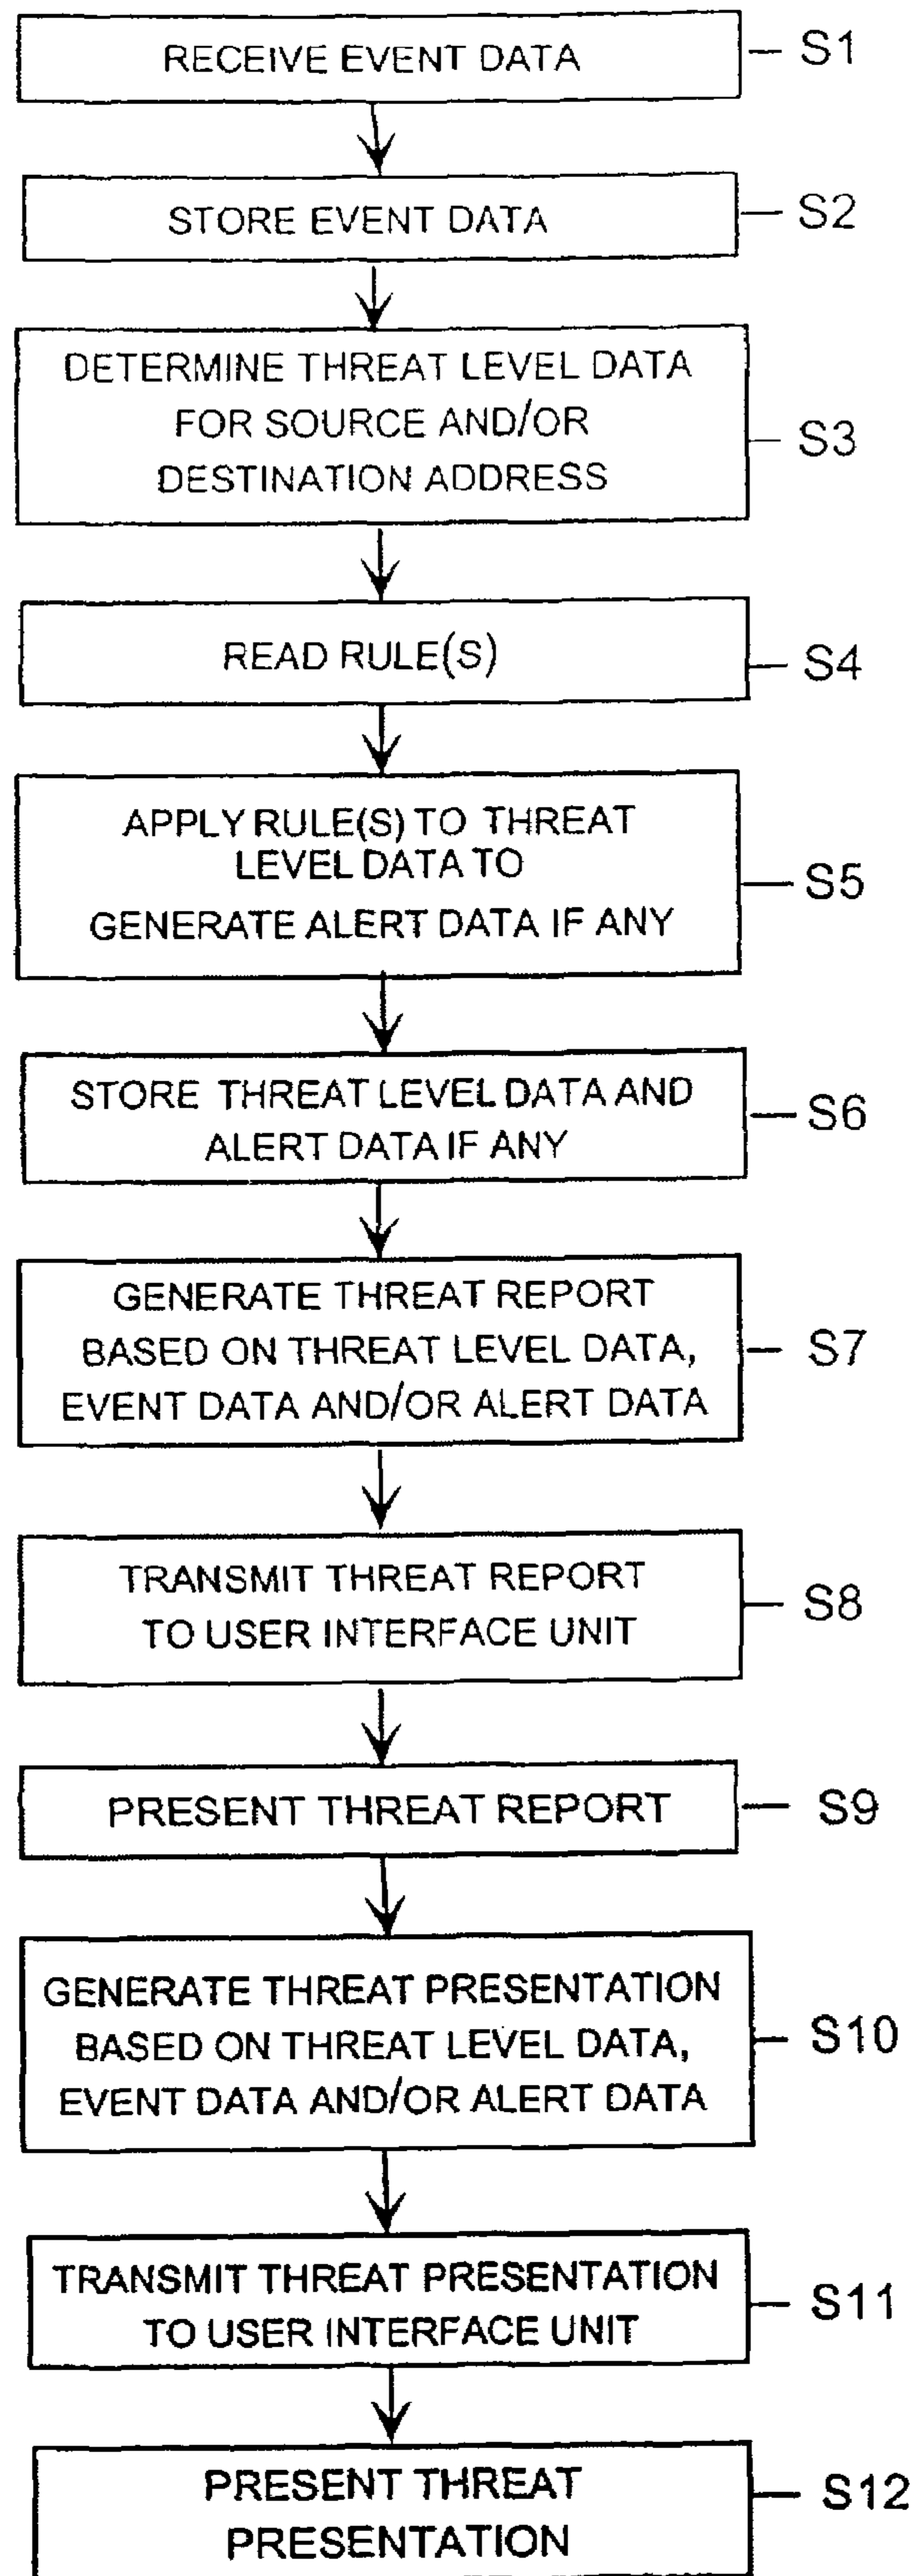 RECEIVE EVENT DATA
S1
STORE EVENT DATA
S2
DETERMINE THREAT LEVEL DATA
FOR SOURCE AND/OR
DESTINATION ADDRESS
S3
READ RULE(S)
S4
APPLY RULE(S) TO THREAT
LEVEL DATA TO
GENERATE ALERT DATA IF ANY
S5
STORE THREAT LEVEL DATA AND
ALERT DATA IF ANY
S6
GENERATE THREAT REPORT
BASED ON THREAT LEVEL DATA,
EVENT DATA AND/OR ALERT DATA
S7
TRANSMIT THREAT REPORT
TO USER INTERFACE UNIT
S8
PRESENT THREAT REPORT
S9
GENERATE THREAT PRESENTATION
BASED ON THREAT LEVEL DATA,
EVENT DATA AND/OR ALERT DATA
S10
TRANSMIT THREAT PRESENTATION
TO USER INTERFACE UNIT
S11
PRESENT THREAT
PRESENTATION
S12